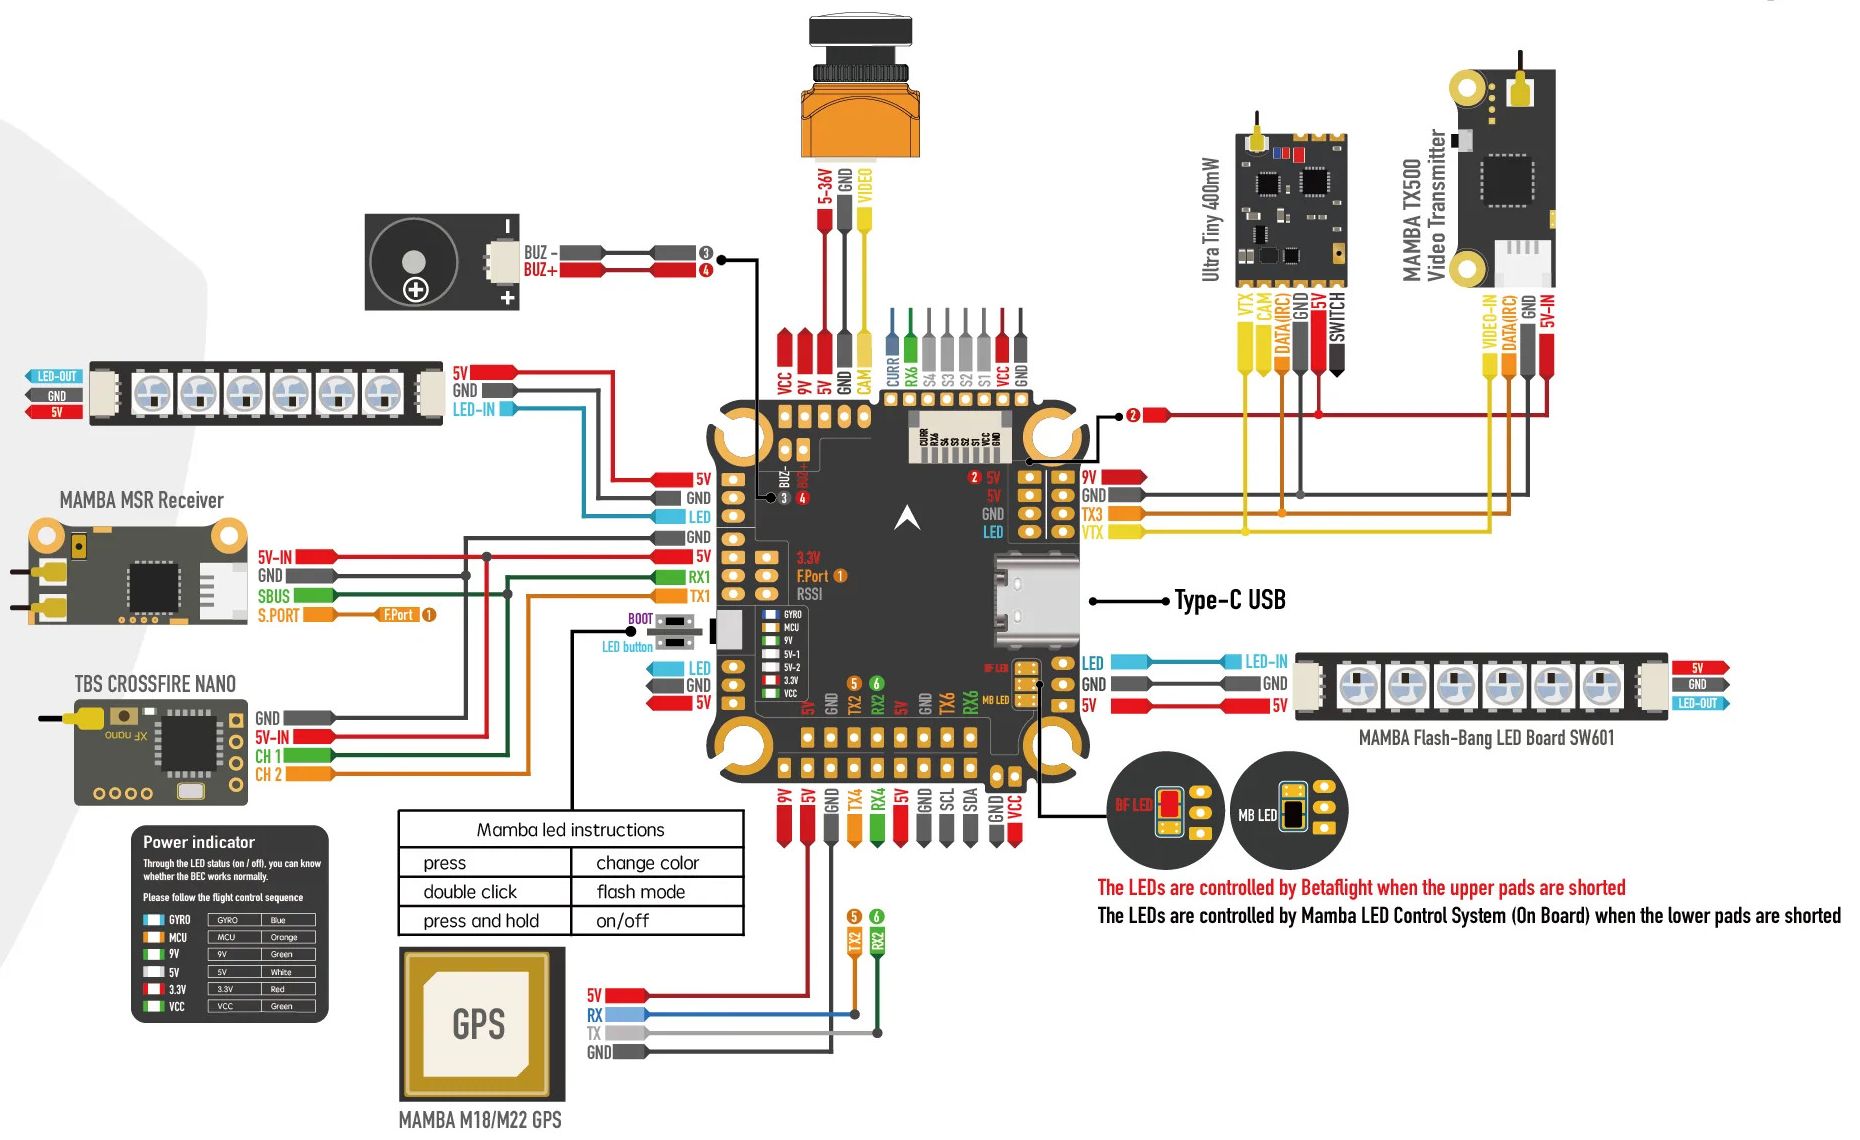 5-36V
GND
VIDEO
BUZ -
BUZ+
3
4
-
+
Ultra Tiny 400mW
MAMBA TX500
Video Transmitter
VTX
CAM
DATA(IRC)
GND
5V
SWITCH
VIDEO-IN
DATA(IRC)
GND
5V-IN
LED-OUT
GND
5V
5V
GND
LED-IN
VCC
9V
5V
GND
CAM
CURR
RX6
S4
S3
S2
S1
VCC
GND
CURR
RX6
S4
S3
S2
S1
VCC
GND
BUZ-
BUZ+
3
4
2
2 5V
5V
GND
LED
9V
GND
TX3
VTX
5V
GND
LED
GND
5V
RX1
TX1
3.3V
F.Port 1
RSSI
MAMBA MSR Receiver
5V-IN
GND
SBUS
S.PORT
F.Port 1
BOOT
LED button
LED
GND
5V
GYRO
MCU
9V
5V-1
5V-2
3.3V
VCC
Type-C USB
BF LED
MB LED
LED
GND
5V
LED-IN
GND
5V
5V
GND
LED-OUT
MAMBA Flash-Bang LED Board SW601
TBS CROSSFIRE NANO
XF nano
GND
5V-IN
CH 1
CH 2
5
6
5V
GND
TX2
RX2
5V
GND
TX6
RX6
9V
5V
GND
TX4
RX4
5V
GND
SCL
SDA
GND
VCC
BF LED
MB LED
The LEDs are controlled by Betaflight when the upper pads are shorted
The LEDs are controlled by Mamba LED Control System (On Board) when the lower pads are shorted
Mamba led instructions
press change color
double click flash mode
press and hold on/off
Power indicator
Through the LED status (on / off), you can know
whether the BEC works normally.
Please follow the flight control sequence
GYRO GYRO Blue
MCU MCU Orange
9V 9V Green
5V 5V White
3.3V 3.3V Red
VCC VCC Green
5
6
TX2
RX2
GPS
5V
RX
TX
GND
MAMBA M18/M22 GPS